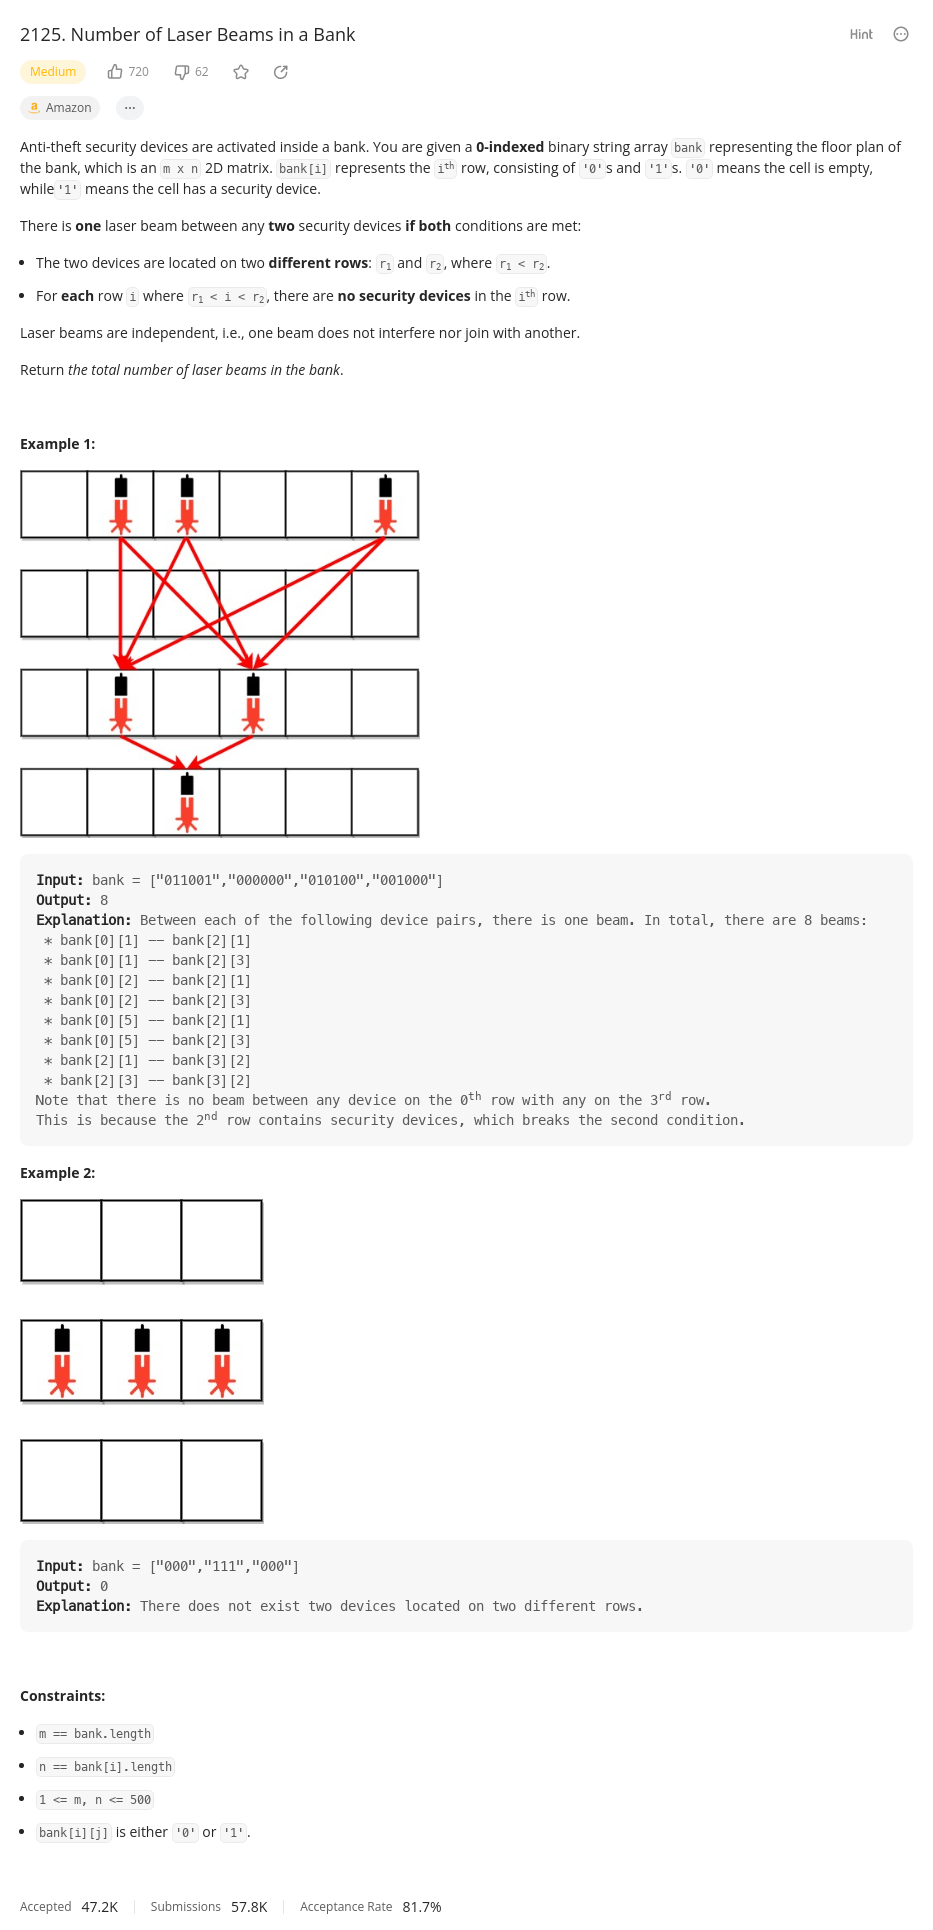 2125. Number of Laser Beams in a Bank
Hint
Medium
720
62
a Amazon
...
Anti-theft security devices are activated inside a bank. You are given a 0-indexed binary string array bank representing the floor plan of
the bank, which is an m x n 2D matrix. bank[i] represents the ith row, consisting of '0's and '1's. '0' means the cell is empty,
while '1' means the cell has a security device.
There is one laser beam between any two security devices if both conditions are met:
• The two devices are located on two different rows: r1 and r2, where r1 < r2.
• For each row i where r1 < i < r2, there are no security devices in the ith row.
Laser beams are independent, i.e., one beam does not interfere nor join with another.
Return the total number of laser beams in the bank.
Example 1:
Input: bank = ["011001","000000","010100","001000"]
Output: 8
Explanation: Between each of the following device pairs, there is one beam. In total, there are 8 beams:
* bank[0][1] -- bank[2][1]
* bank[0][1] -- bank[2][3]
* bank[0][2] -- bank[2][1]
* bank[0][2] -- bank[2][3]
* bank[0][5] -- bank[2][1]
* bank[0][5] -- bank[2][3]
* bank[2][1] -- bank[3][2]
* bank[2][3] -- bank[3][2]
Note that there is no beam between any device on the 0th row with any on the 3rd row.
This is because the 2nd row contains security devices, which breaks the second condition.
Example 2:
Input: bank = ["000","111","000"]
Output: 0
Explanation: There does not exist two devices located on two different rows.
Constraints:
• m == bank.length
• n == bank[i].length
• 1 <= m, n <= 500
• bank[i][j] is either '0' or '1'.
Accepted 47.2K Submissions 57.8K Acceptance Rate 81.7%